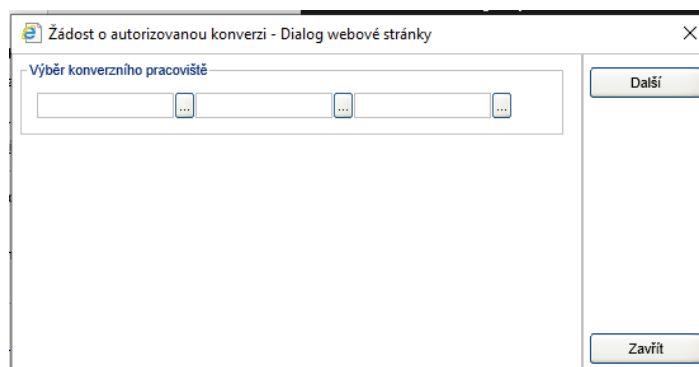 Žádost o autorizovanou konverzi - Dialog webové stránky
Výběr konverzního pracoviště
... ... ...
Další
Zavřít